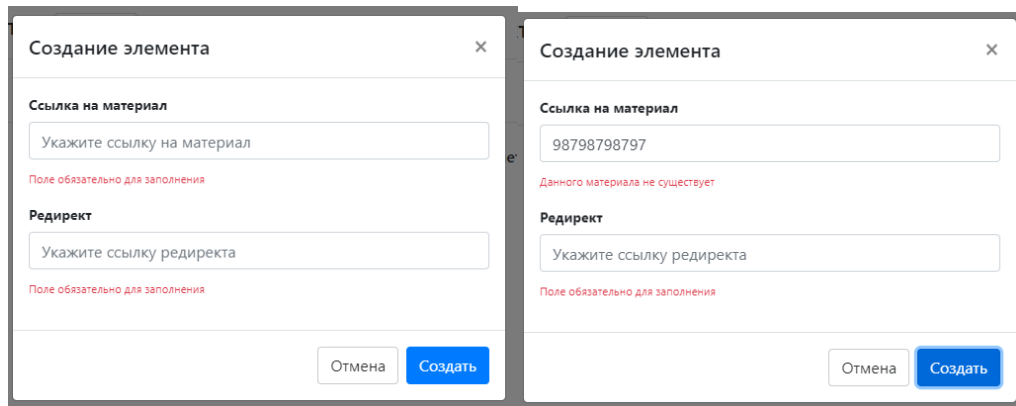 Создание элемента ×
Ссылка на материал
Укажите ссылку на материал
Поле обязательно для заполнения
Редирект
Укажите ссылку редиректа
Поле обязательно для заполнения
Отмена Создать
Создание элемента ×
Ссылка на материал
98798798797
Данного материала не существует
Редирект
Укажите ссылку редиректа
Поле обязательно для заполнения
Отмена Создать